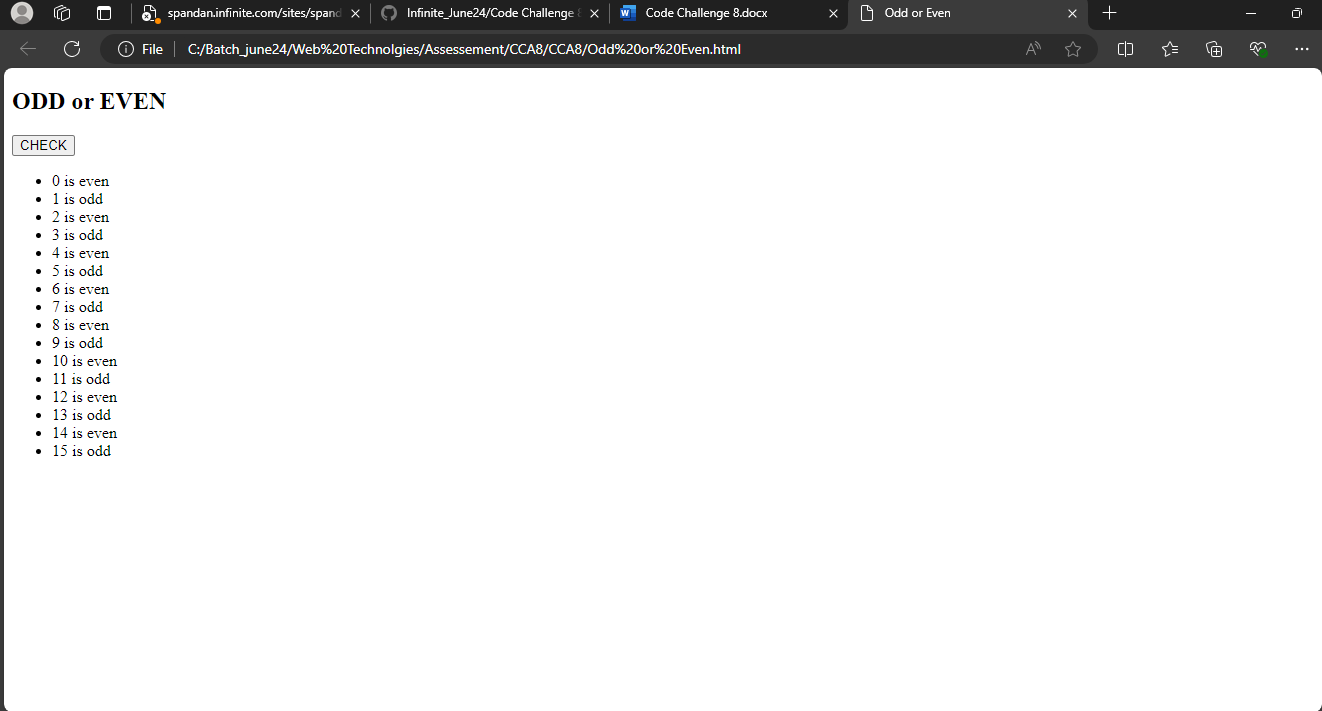 spandan.infinite.com/sites/spand
Infinite_June24/Code Challenge 8
Code Challenge 8.docx
Odd or Even
File
C:/Batch_june24/Web%20Technolgies/Assessement/CCA8/CCA8/Odd%20or%20Even.html
ODD or EVEN
CHECK
0 is even
1 is odd
2 is even
3 is odd
4 is even
5 is odd
6 is even
7 is odd
8 is even
9 is odd
10 is even
11 is odd
12 is even
13 is odd
14 is even
15 is odd